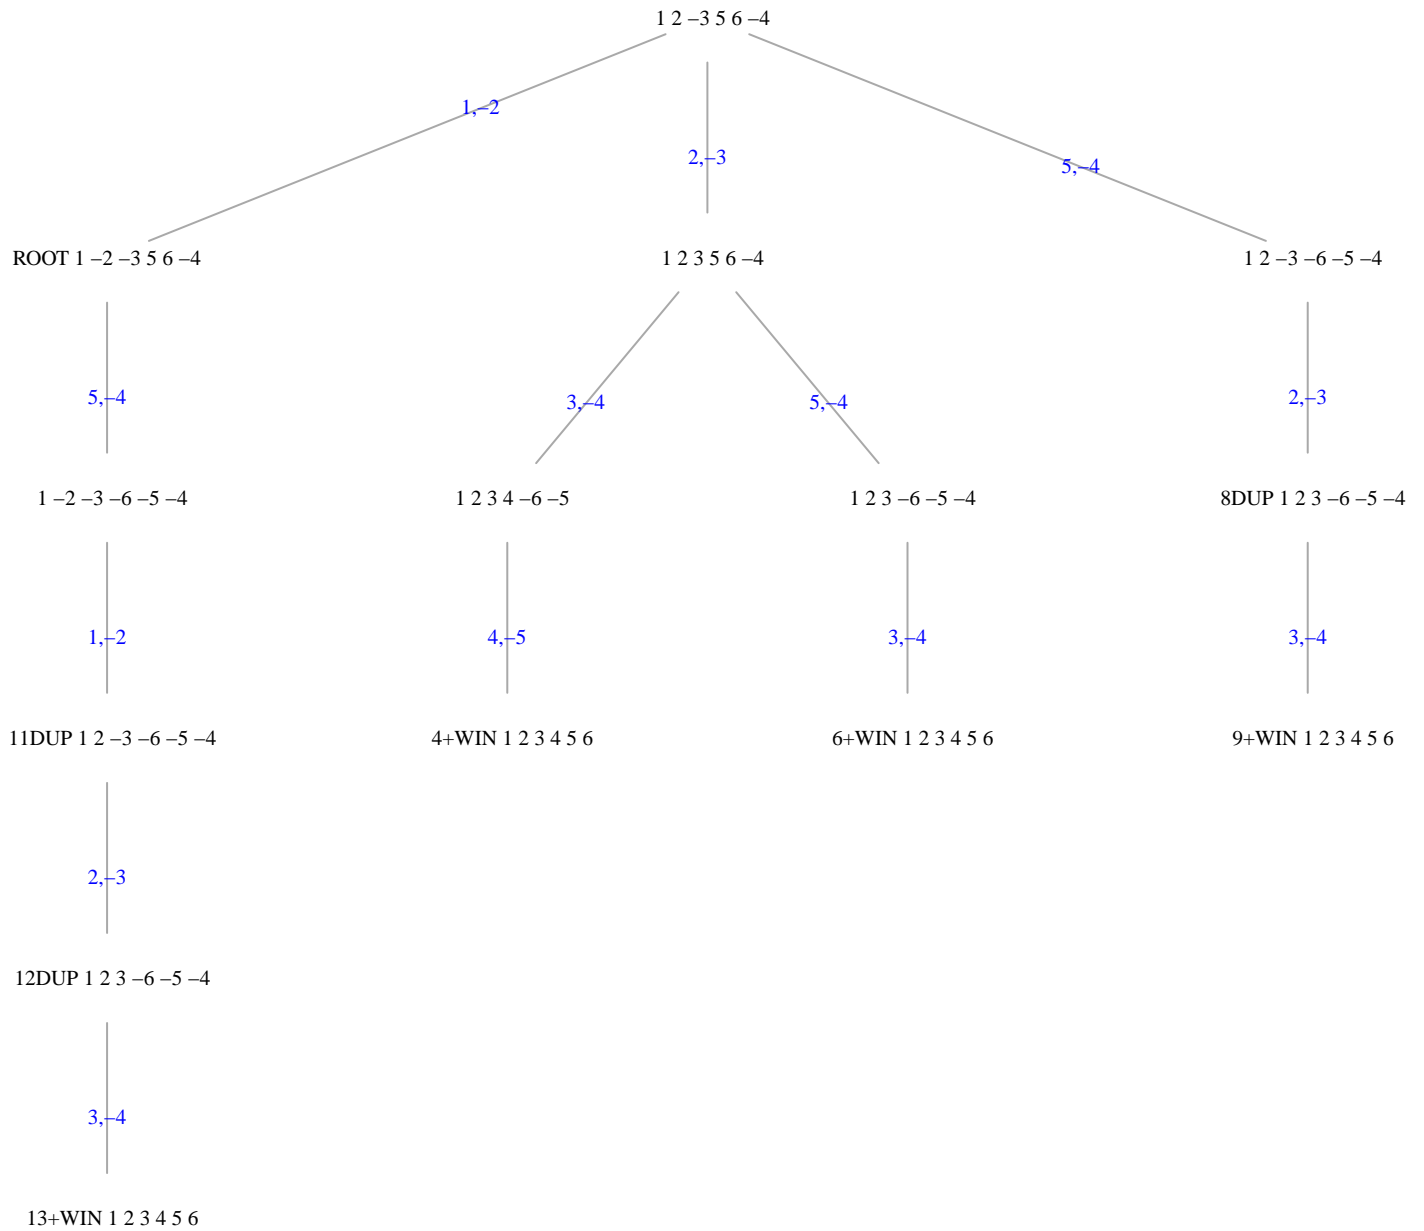 1 2 –3 5 6 –4
1,–2
2,–3
5,–4
ROOT 1 –2 –3 5 6 –4
1 2 3 5 6 –4
1 2 –3 –6 –5 –4
5,–4
3,–4
5,–4
2,–3
1 –2 –3 –6 –5 –4
1 2 3 4 –6 –5
1 2 3 –6 –5 –4
8DUP 1 2 3 –6 –5 –4
1,–2
4,–5
3,–4
3,–4
11DUP 1 2 –3 –6 –5 –4
4+WIN 1 2 3 4 5 6
6+WIN 1 2 3 4 5 6
9+WIN 1 2 3 4 5 6
2,–3
12DUP 1 2 3 –6 –5 –4
3,–4
13+WIN 1 2 3 4 5 6